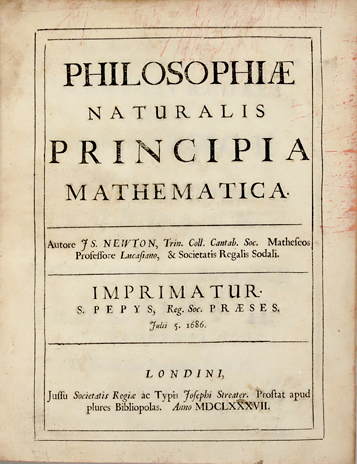 PHILOSOPHIÆ
NATURALIS
PRINCIPIA
MATHEMATICA.
Autore JS. NEWTON, Trin. Coll. Cantab. Soc. Matheseos
Professore Lucasiano, & Societatis Regalis Sodali.
IMPRIMATUR.
S. PEPYS, Reg. Soc. PRÆSES.
Julii 5. 1686.
LONDINI,
Jussu Societatis Regiæ ac Typis Josephi Streater. Prostat apud
plures Bibliopolas. Anno MDCLXXXVII.